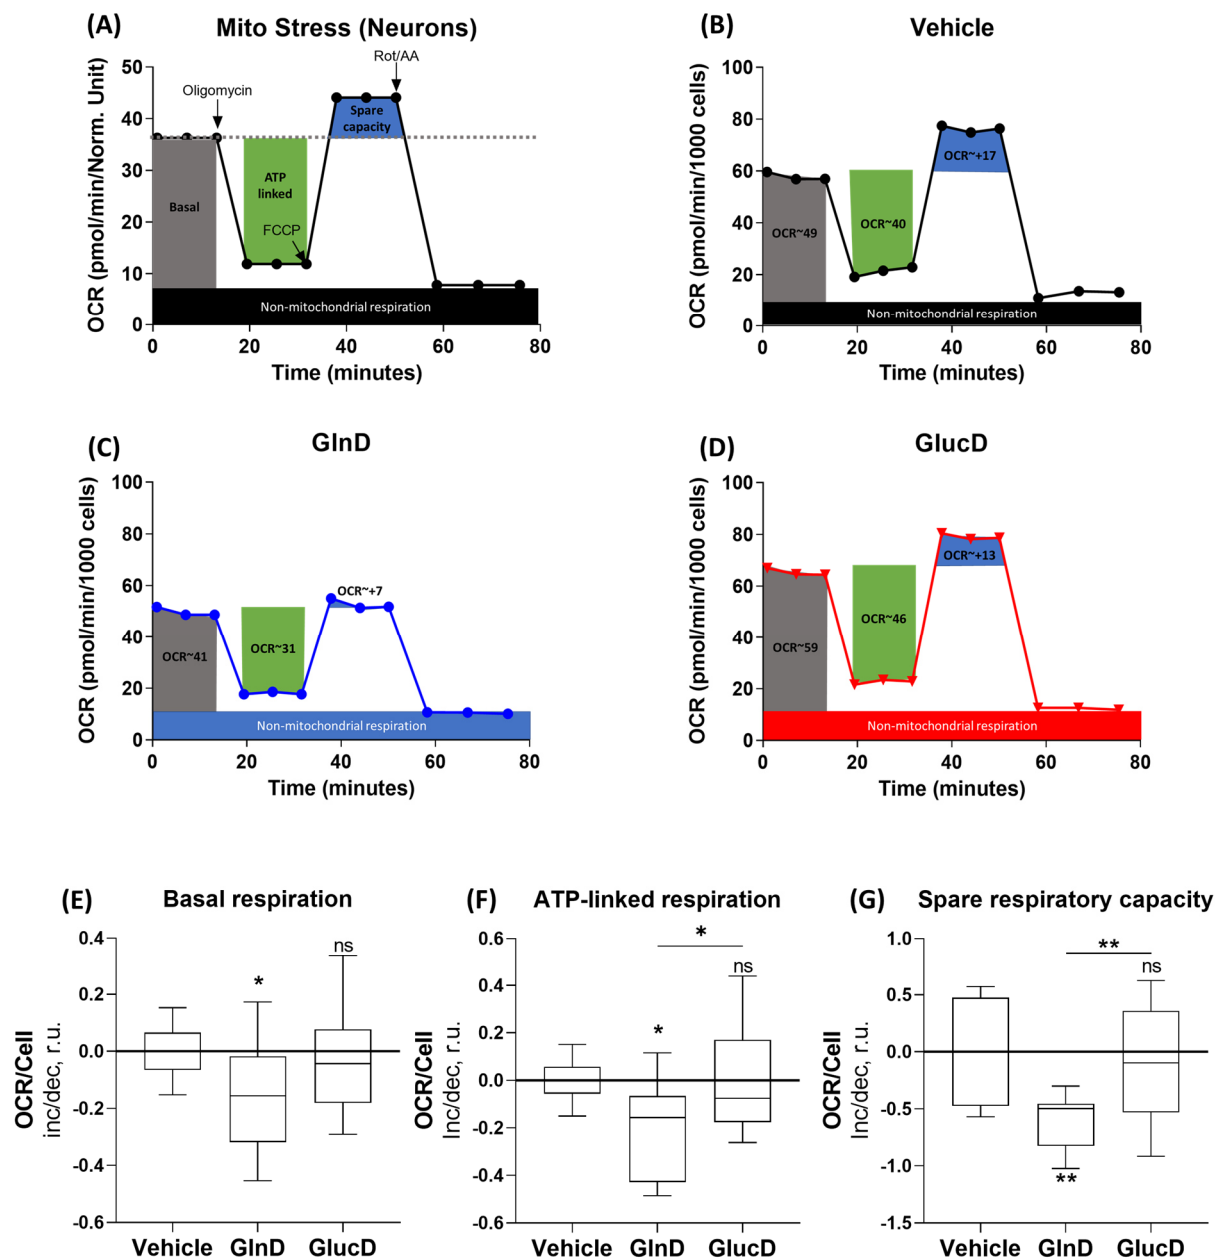 (A)
Mito Stress (Neurons)
OCR (pmol/min/Norm. Unit)
50
40
30
20
10
0
Oligomycin
Rot/AA
Spare
capacity
ATP
linked
Basal
FCCP
Non-mitochondrial respiration
0 20 40 60 80
Time (minutes)
(B)
Vehicle
OCR (pmol/min/1000 cells)
100
80
60
40
20
0
OCR~+17
OCR~49
OCR~40
Non-mitochondrial respiration
0 20 40 60 80
Time (minutes)
(C)
GlnD
OCR (pmol/min/1000 cells)
100
80
60
40
20
0
OCR~+7
OCR~41
OCR~31
Non-mitochondrial respiration
0 20 40 60 80
Time (minutes)
(D)
GlucD
OCR (pmol/min/1000 cells)
100
80
60
40
20
0
OCR~+13
OCR~46
OCR~59
Non-mitochondrial respiration
0 20 40 60 80
Time (minutes)
(E)
Basal respiration
OCR/Cell
inc/dec, r.u.
0.4
0.2
0.0
-0.2
-0.4
-0.6
*
ns
Vehicle GlnD GlucD
(F)
ATP-linked respiration
OCR/Cell
Inc/dec, r.u.
0.6
0.4
0.2
0.0
-0.2
-0.4
-0.6
*
ns
*
Vehicle GlnD GlucD
(G)
Spare respiratory capacity
OCR/Cell
Inc/dec, r.u.
1.0
0.5
0.0
-0.5
-1.0
-1.5
**
ns
**
Vehicle GlnD GlucD